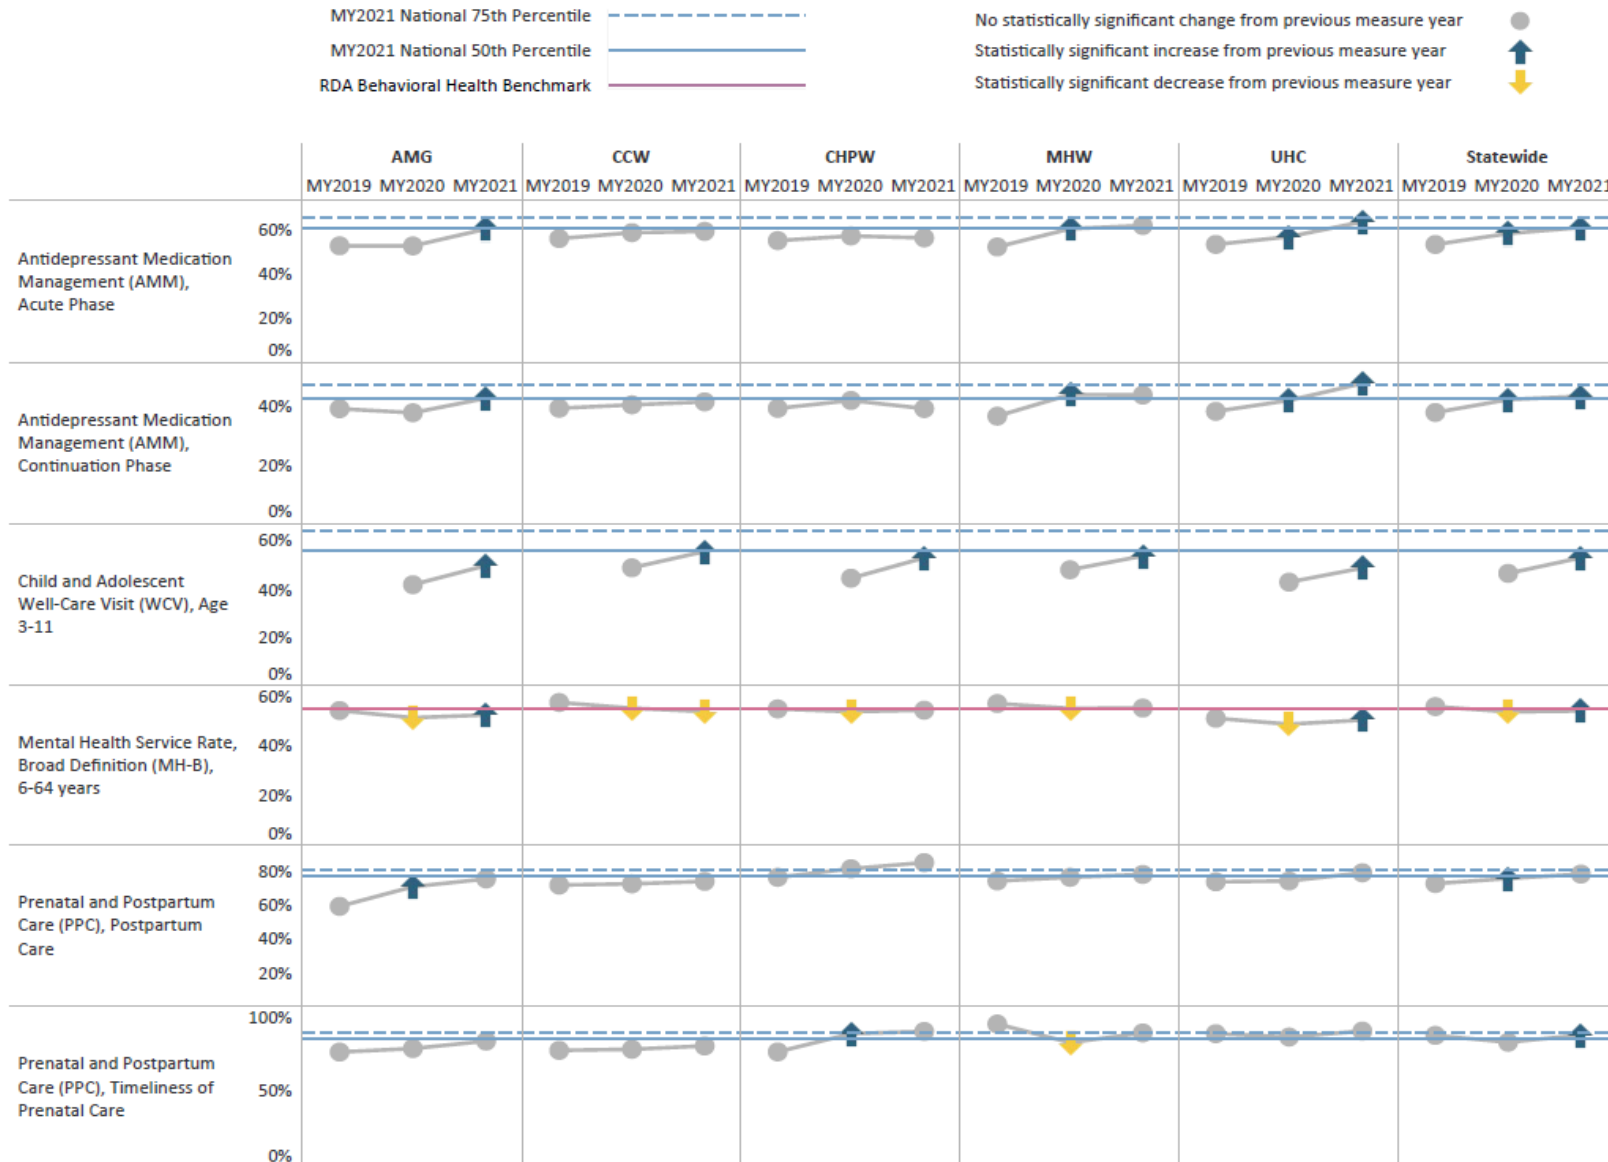 MY2021 National 75th Percentile
MY2021 National 50th Percentile
RDA Behavioral Health Benchmark
No statistically significant change from previous measure year
Statistically significant increase from previous measure year
Statistically significant decrease from previous measure year
AMG CCW CHPW MHW UHC Statewide
MY2019 MY2020 MY2021 MY2019 MY2020 MY2021 MY2019 MY2020 MY2021 MY2019 MY2020 MY2021 MY2019 MY2020 MY2021 MY2019 MY2020 MY2021
Antidepressant Medication
Management (AMM),
Acute Phase
60%
40%
20%
0%
Antidepressant Medication
Management (AMM),
Continuation Phase
40%
20%
0%
Child and Adolescent
Well-Care Visit (WCV), Age
3-11
60%
40%
20%
0%
Mental Health Service Rate,
Broad Definition (MH-B),
6-64 years
60%
40%
20%
0%
Prenatal and Postpartum
Care (PPC), Postpartum
Care
80%
60%
40%
20%
Prenatal and Postpartum
Care (PPC), Timeliness of
Prenatal Care
100%
50%
0%